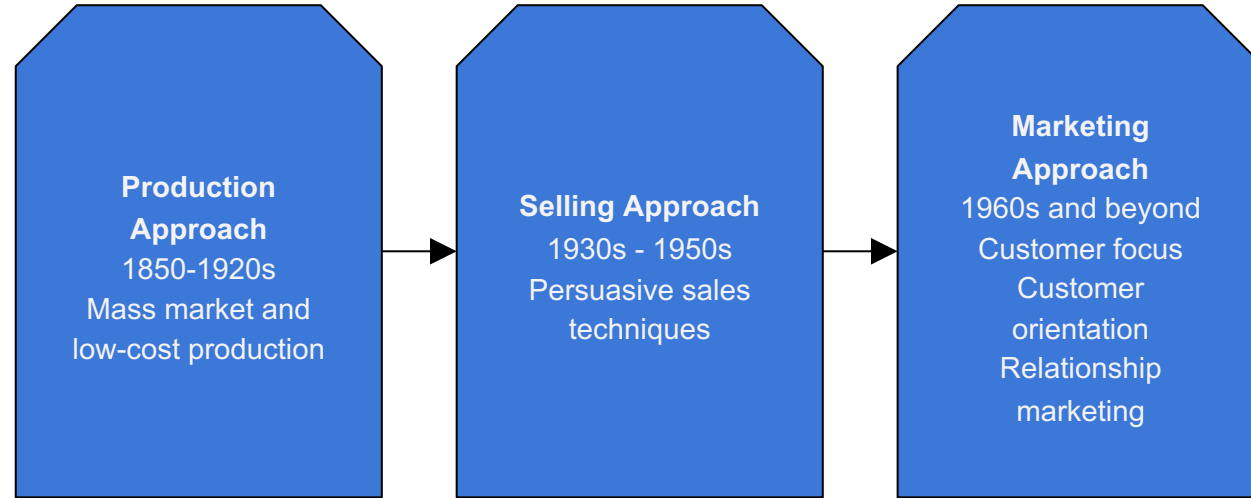 Production
Approach
1850-1920s
Mass market and
low-cost production
Selling Approach
1930s - 1950s
Persuasive sales
techniques
Marketing
Approach
1960s and beyond
Customer focus
Customer
orientation
Relationship
marketing